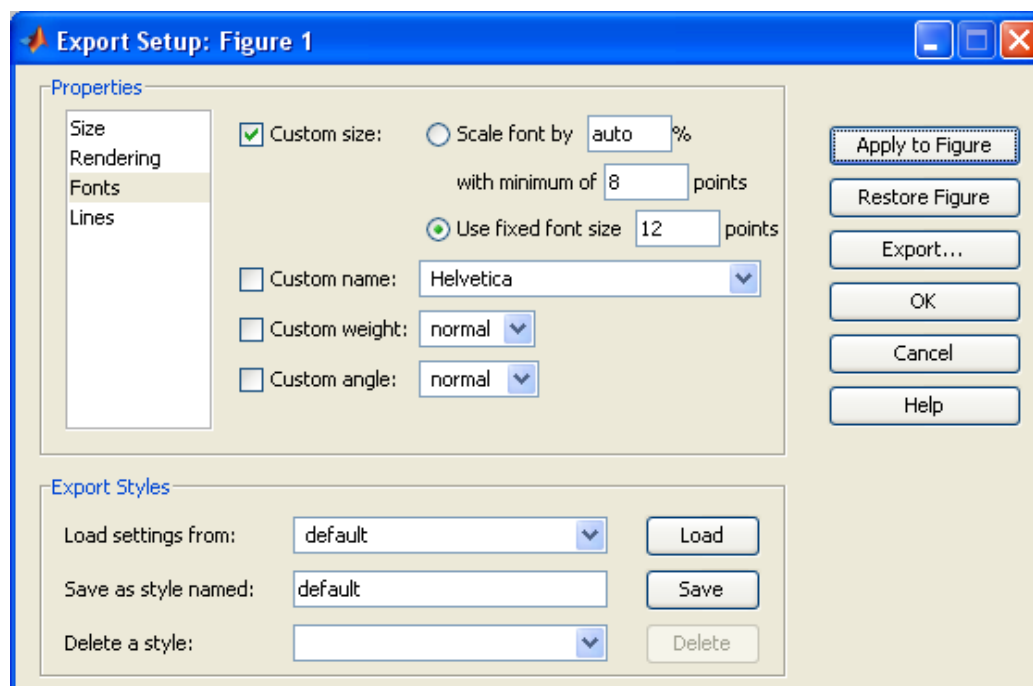 Export Setup: Figure 1
Properties
Size
Rendering
Fonts
Lines
Custom size:
Scale font by auto %
with minimum of 8 points
Use fixed font size 12 points
Custom name: Helvetica
Custom weight: normal
Custom angle: normal
Apply to Figure
Restore Figure
Export...
OK
Cancel
Help
Export Styles
Load settings from: default Load
Save as style named: default Save
Delete a style: Delete